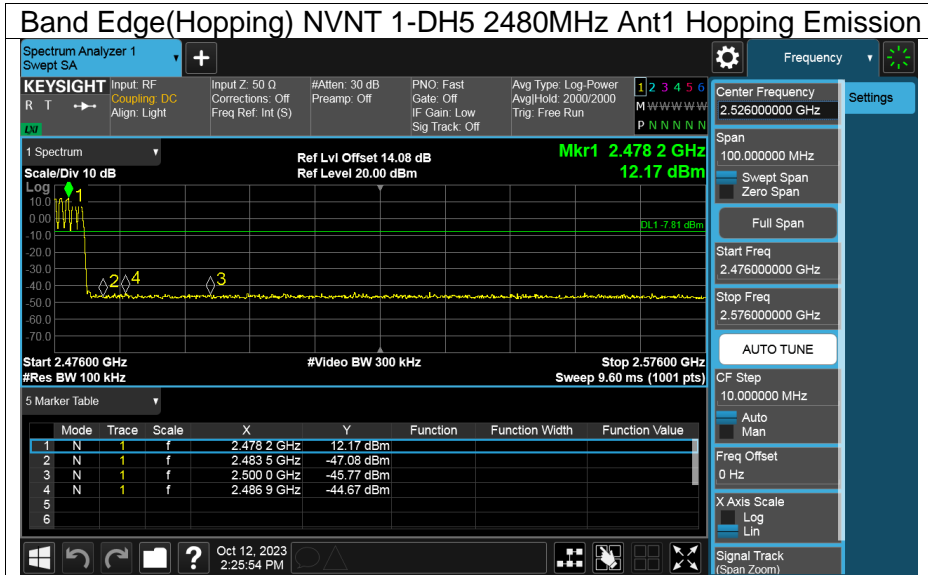 Band Edge(Hopping) NVNT 1-DH5 2480MHz Ant1 Hopping Emission
Spectrum Analyzer 1
Swept SA
+
Frequency
KEYSIGHT
R T
LXI
Input: RF
Coupling: DC
Align: Light
Input Z: 50 Ω
Corrections: Off
Freq Ref: Int (S)
#Atten: 30 dB
Preamp: Off
PNO: Fast
Gate: Off
IF Gain: Low
Sig Track: Off
Avg Type: Log-Power
Avg|Hold: 2000/2000
Trig: Free Run
1 2 3 4 5 6
M W W W W W
P N N N N N
1 Spectrum
Scale/Div 10 dB
Ref Lvl Offset 14.08 dB
Ref Level 20.00 dBm
Mkr1 2.478 2 GHz
12.17 dBm
Log
10.0
0.00
-10.0
-20.0
-30.0
-40.0
-50.0
-60.0
-70.0
1
2
4
3
DL1 -7.81 dBm
Start 2.47600 GHz
#Res BW 100 kHz
#Video BW 300 kHz
Stop 2.57600 GHz
Sweep 9.60 ms (1001 pts)
5 Marker Table
Mode Trace Scale X Y Function Function Width Function Value
1 N 1 f 2.478 2 GHz 12.17 dBm
2 N 1 f 2.483 5 GHz -47.08 dBm
3 N 1 f 2.500 0 GHz -45.77 dBm
4 N 1 f 2.486 9 GHz -44.67 dBm
5
6
?
Oct 12, 2023
2:25:54 PM
Center Frequency
2.526000000 GHz
Settings
Span
100.000000 MHz
Swept Span
Zero Span
Full Span
Start Freq
2.476000000 GHz
Stop Freq
2.576000000 GHz
AUTO TUNE
CF Step
10.000000 MHz
Auto
Man
Freq Offset
0 Hz
X Axis Scale
Log
Lin
Signal Track
(Span Zoom)